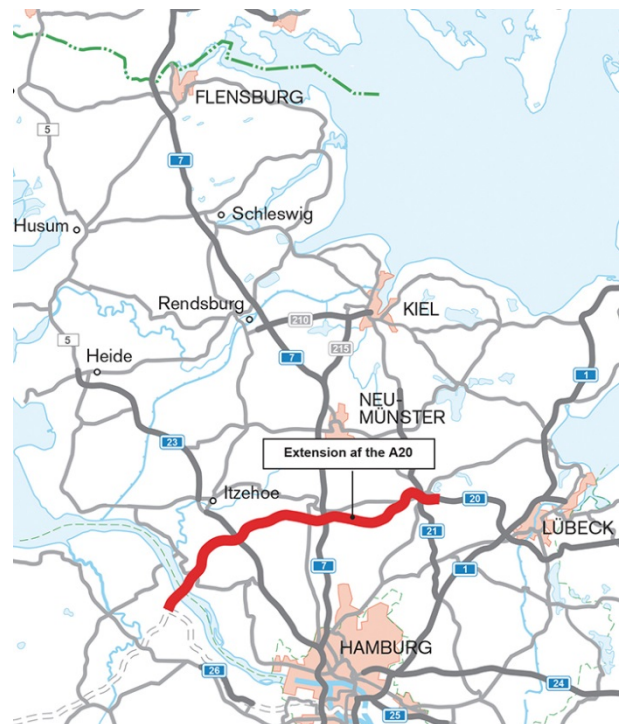 FLENSBURG
5
7
Schleswig
Husum
Rendsburg
210
KIEL
215
5
7
1
Heide
NEU-
MÜNSTER
23
Extension af the A20
Itzehoe
20
LÜBECK
21
7
1
HAMBURG
26
24
25